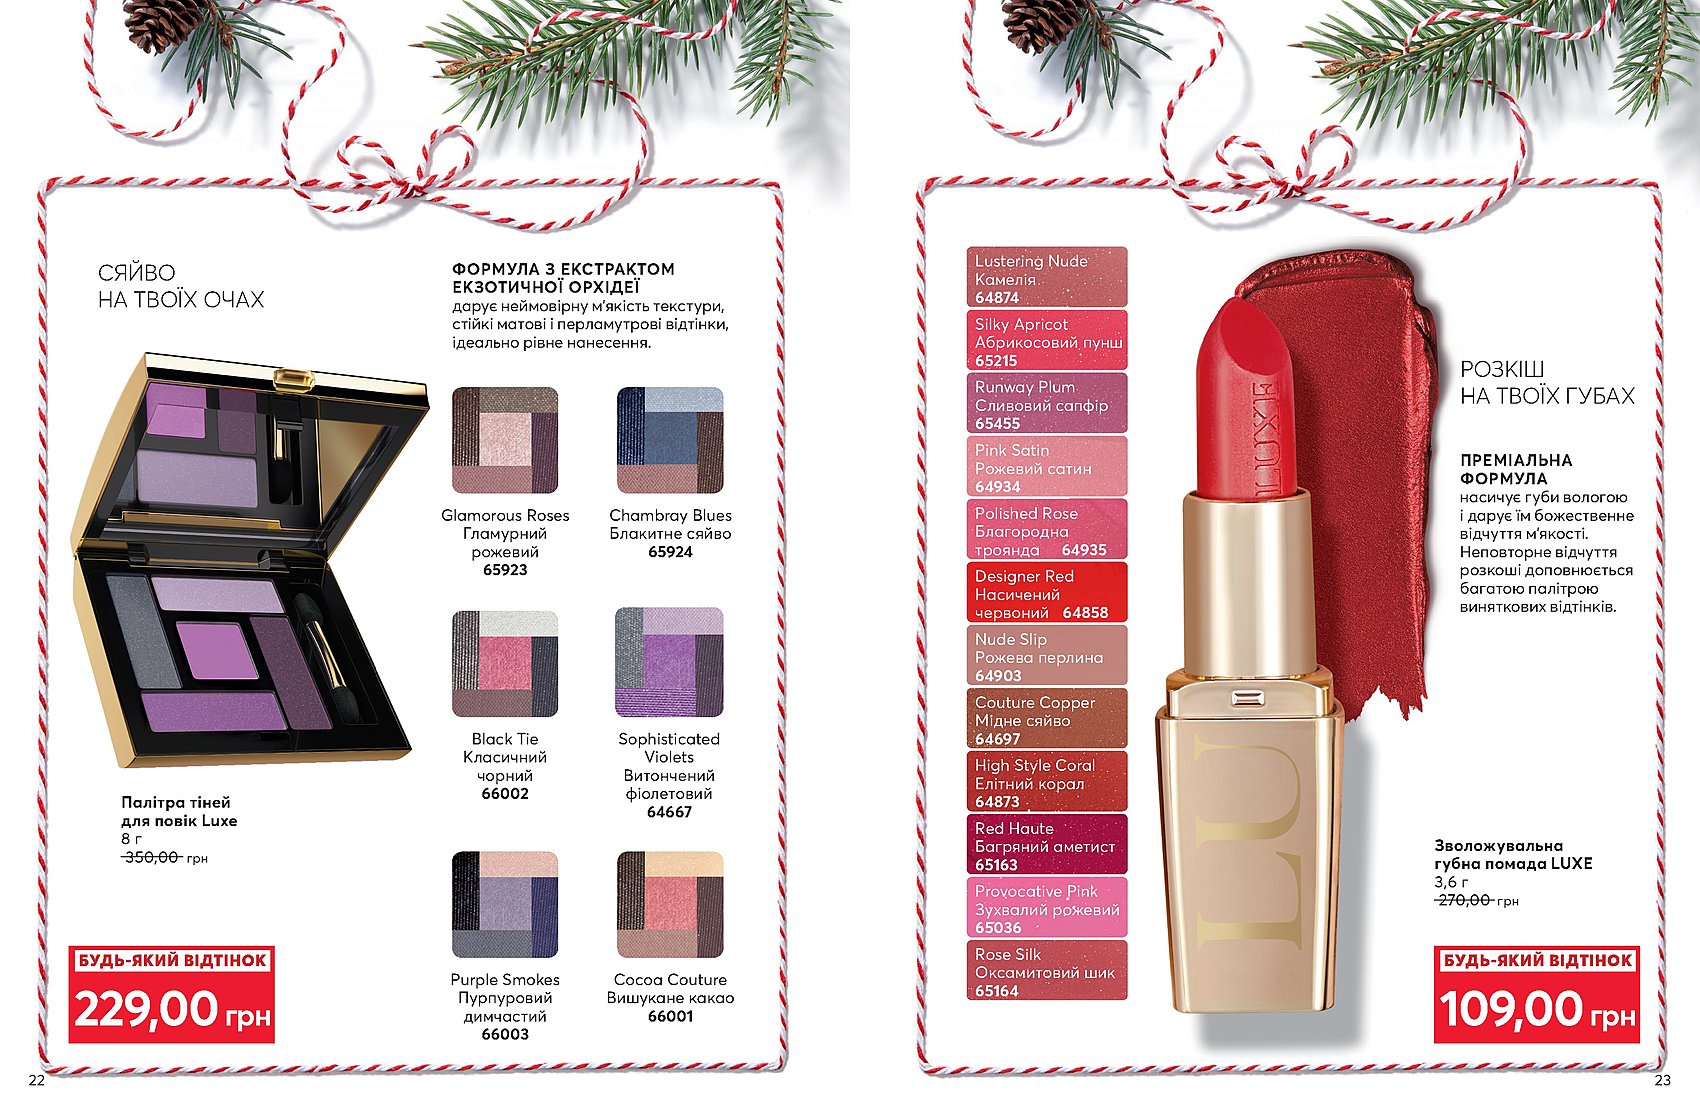 СЯЙВО
НА ТВОЇХ ОЧАХ
ФОРМУЛА З ЕКСТРАКТОМ
ЕКЗОТИЧНОЇ ОРХІДЕЇ
дарує неймовірну м'якість текстури,
стійкі матові і перламутрові відтінки,
ідеально рівне нанесення.
Glamorous Roses
Гламурний
рожевий
65923
Chambray Blues
Блакитне сяйво
65924
Black Tie
Класичний
чорний
66002
Sophisticated
Violets
Витончений
фіолетовий
64667
Purple Smokes
Пурпуровий
димчастий
66003
Cocoa Couture
Вишукане какао
66001
Палітра тіней
для повік Luxe
8 г
350,00 грн
БУДЬ-ЯКИЙ ВІДТІНОК
229,00 грн
22
Lustering Nude
Камелія
64874
Silky Apricot
Абрикосовий пунш
65215
Runway Plum
Сливовий сапфір
65455
Pink Satin
Рожевий сатин
64934
Polished Rose
Благородна
троянда 64935
Designer Red
Насичений
червоний 64858
Nude Slip
Рожева перлина
64903
Couture Copper
Мідне сяйво
64697
High Style Coral
Елітний корал
64873
Red Haute
Багряний аметист
65163
Provocative Pink
Зухвалий рожевий
65036
Rose Silk
Оксамитовий шик
65164
LUXE
LU
РОЗКІШ
НА ТВОЇХ ГУБАХ
ПРЕМІАЛЬНА
ФОРМУЛА
насичує губи вологою
і дарує їм божественне
відчуття м'якості.
Неповторне відчуття
розкоші доповнюється
багатою палітрою
виняткових відтінків.
Зволожувальна
губна помада LUXE
3,6 г
270,00 грн
БУДЬ-ЯКИЙ ВІДТІНОК
109,00 грн
23